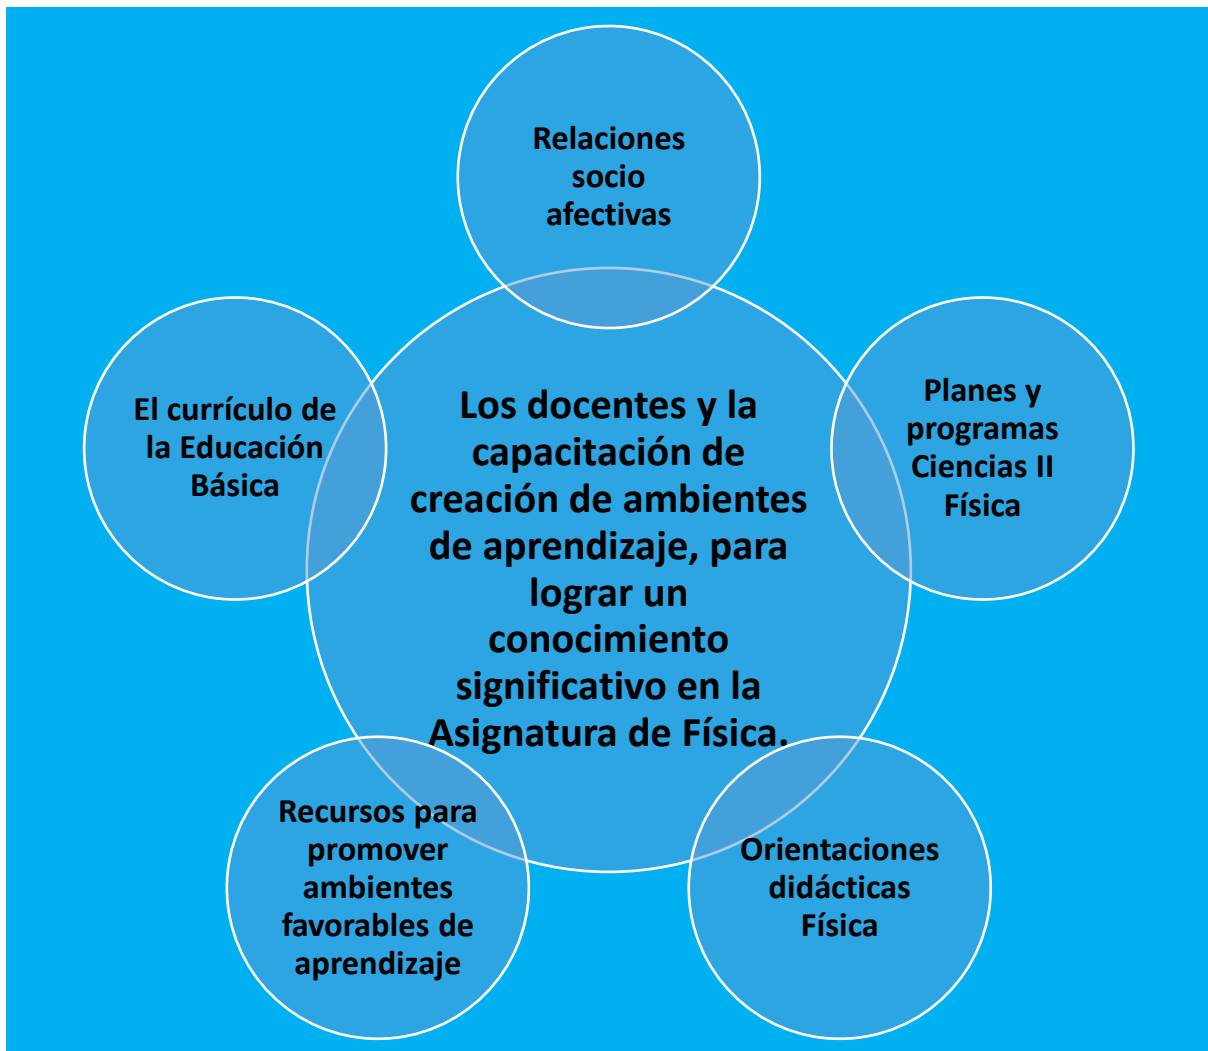 Relaciones
socio
afectivas
El currículo de
la Educación
Básica
Los docentes y la
capacitación de
creación de ambientes
de aprendizaje, para
lograr un
conocimiento
significativo en la
Asignatura de Física.
Planes y
programas
Ciencias II
Física
Recursos para
promover
ambientes
favorables de
aprendizaje
Orientaciones
didácticas
Física